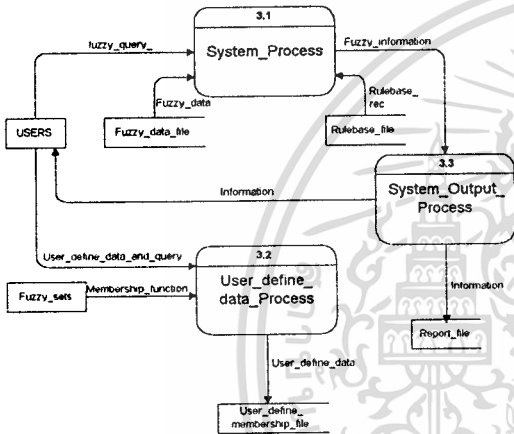 3.1
System_Process
fuzzy_query_
Fuzzy_information
Fuzzy_data
Fuzzy_data_file
Rulebase_
rec
Rulebase_file
USERS
3.3
System_Output_
Process
Information
3.2
User_define_
data_Process
User_define_data_and_query
Membership_function
Fuzzy_sets
Information
Report_file
User_define_data
User_define_
membership_file